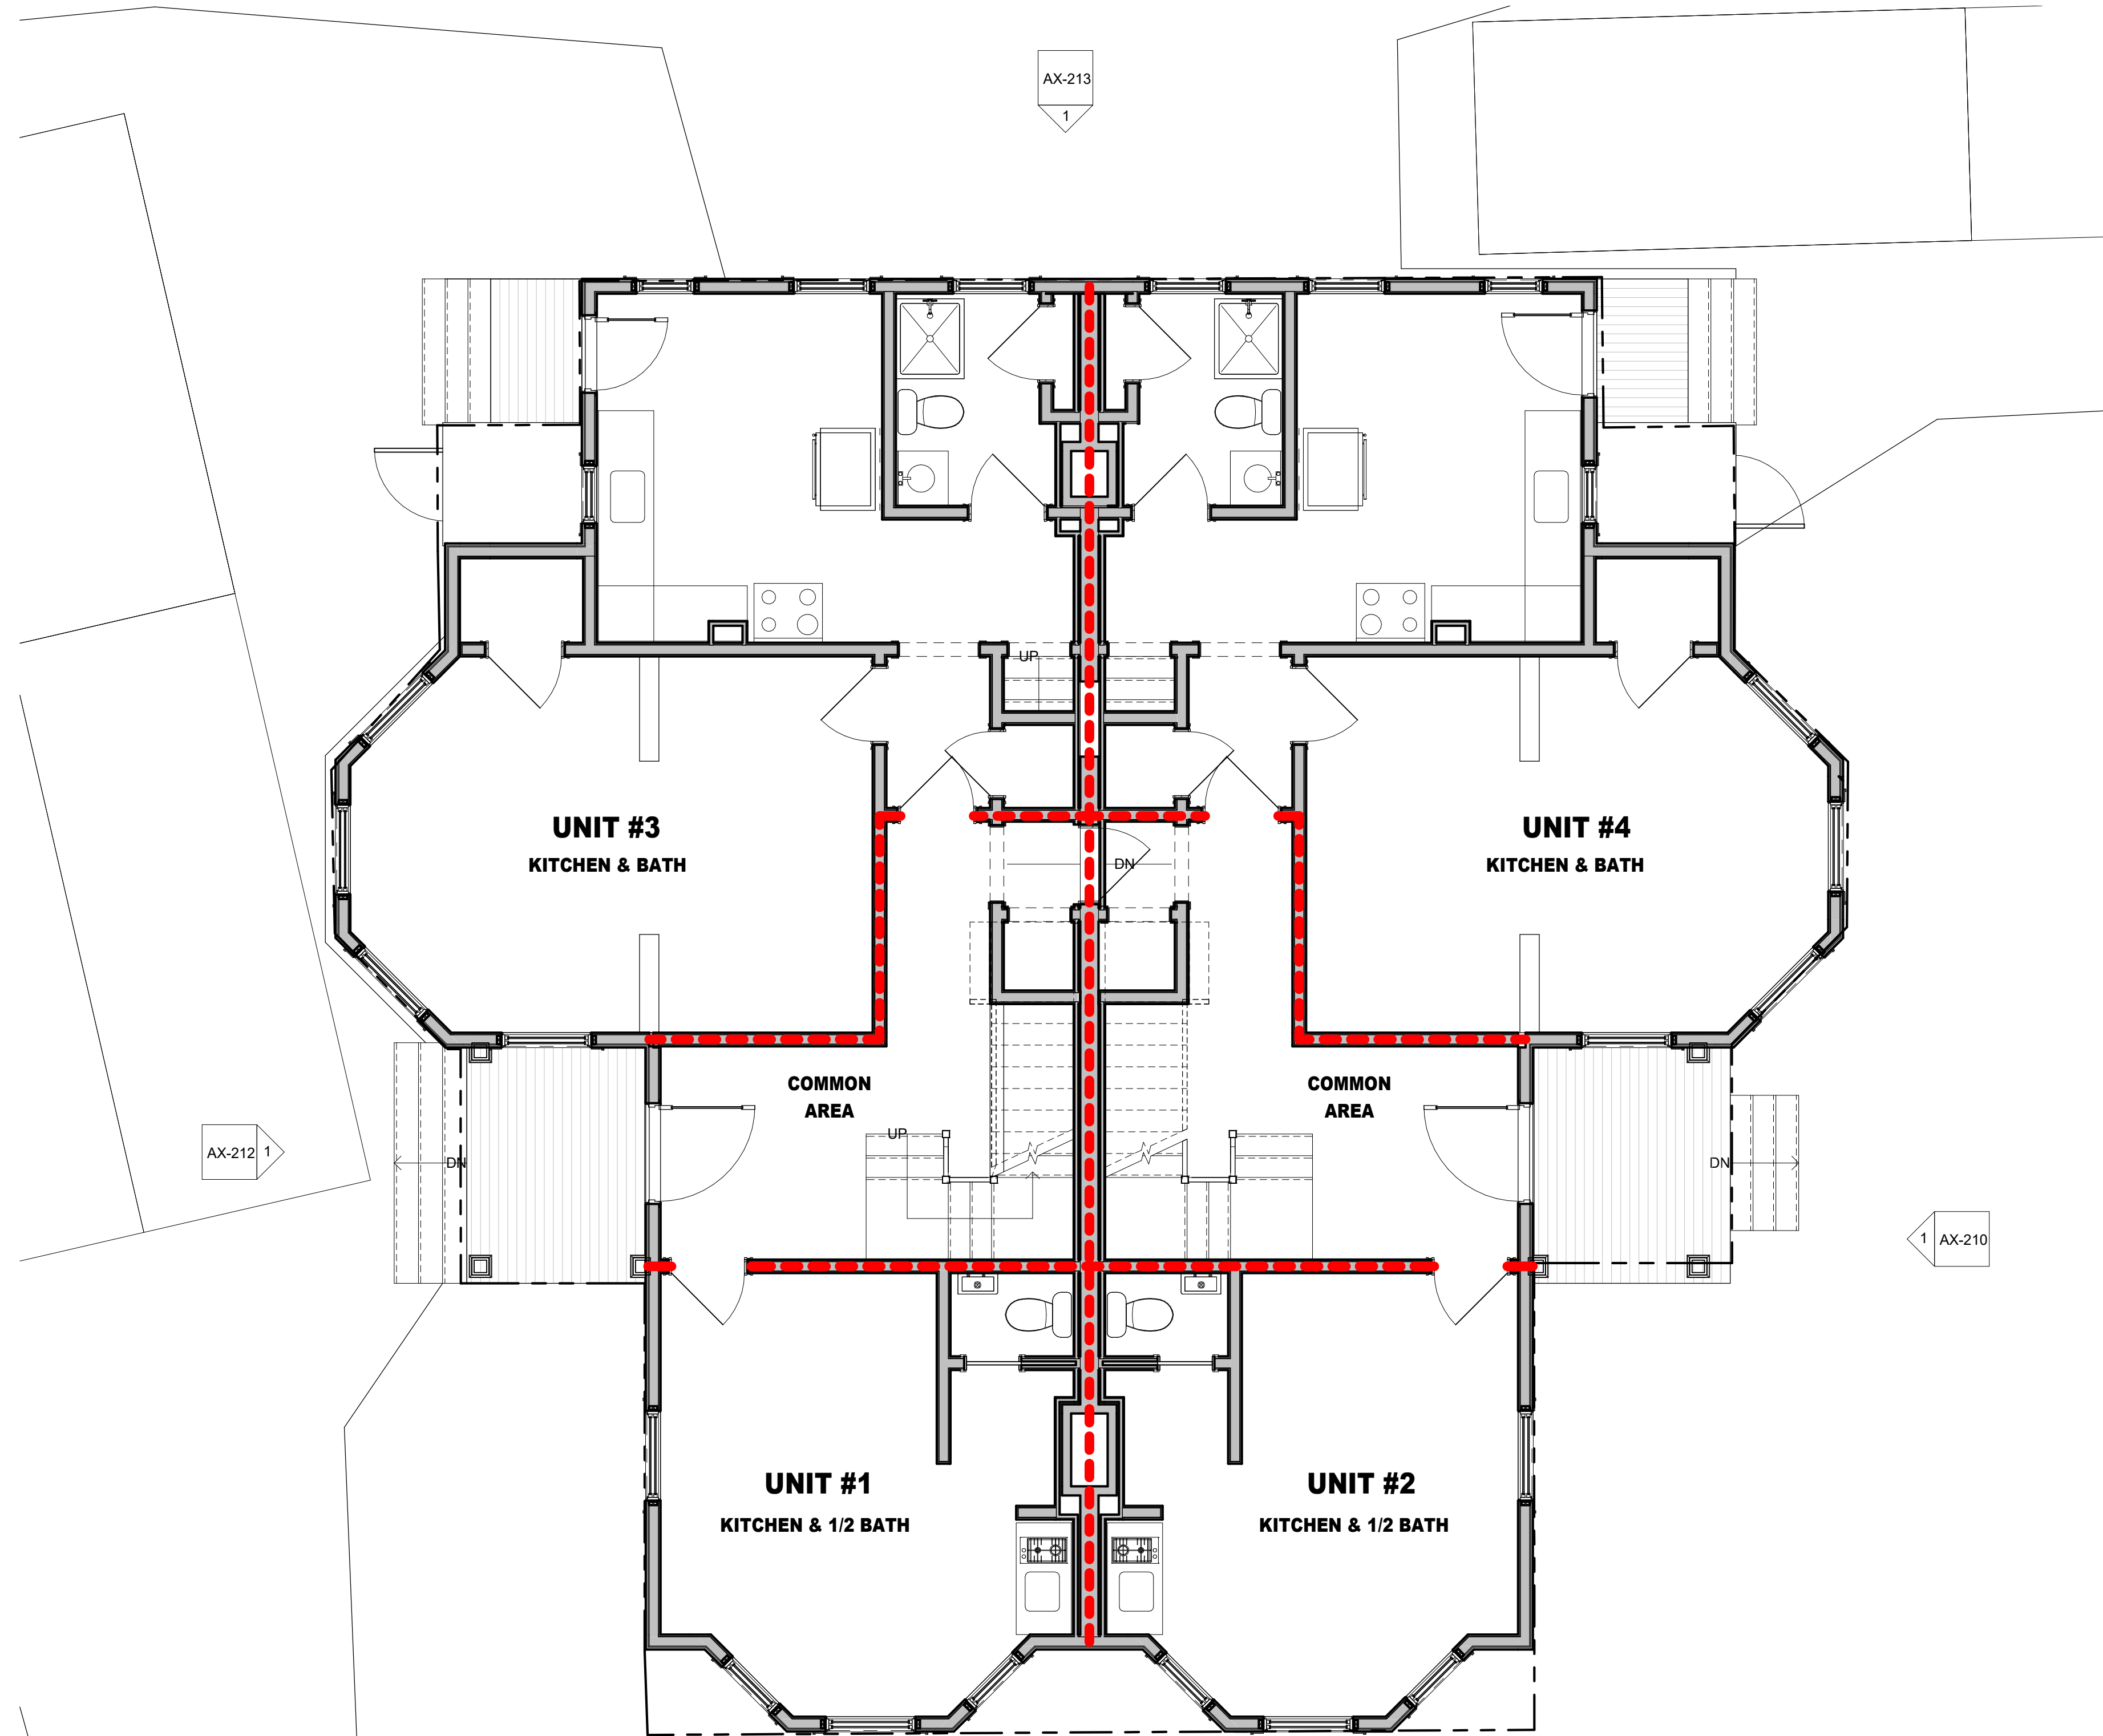 AX-213
1
UP
UNIT #3
KITCHEN & BATH
UNIT #4
KITCHEN & BATH
DN
COMMON
AREA
COMMON
AREA
UP
AX-212 1
DN
DN
1 AX-210
UNIT #1
KITCHEN & 1/2 BATH
UNIT #2
KITCHEN & 1/2 BATH